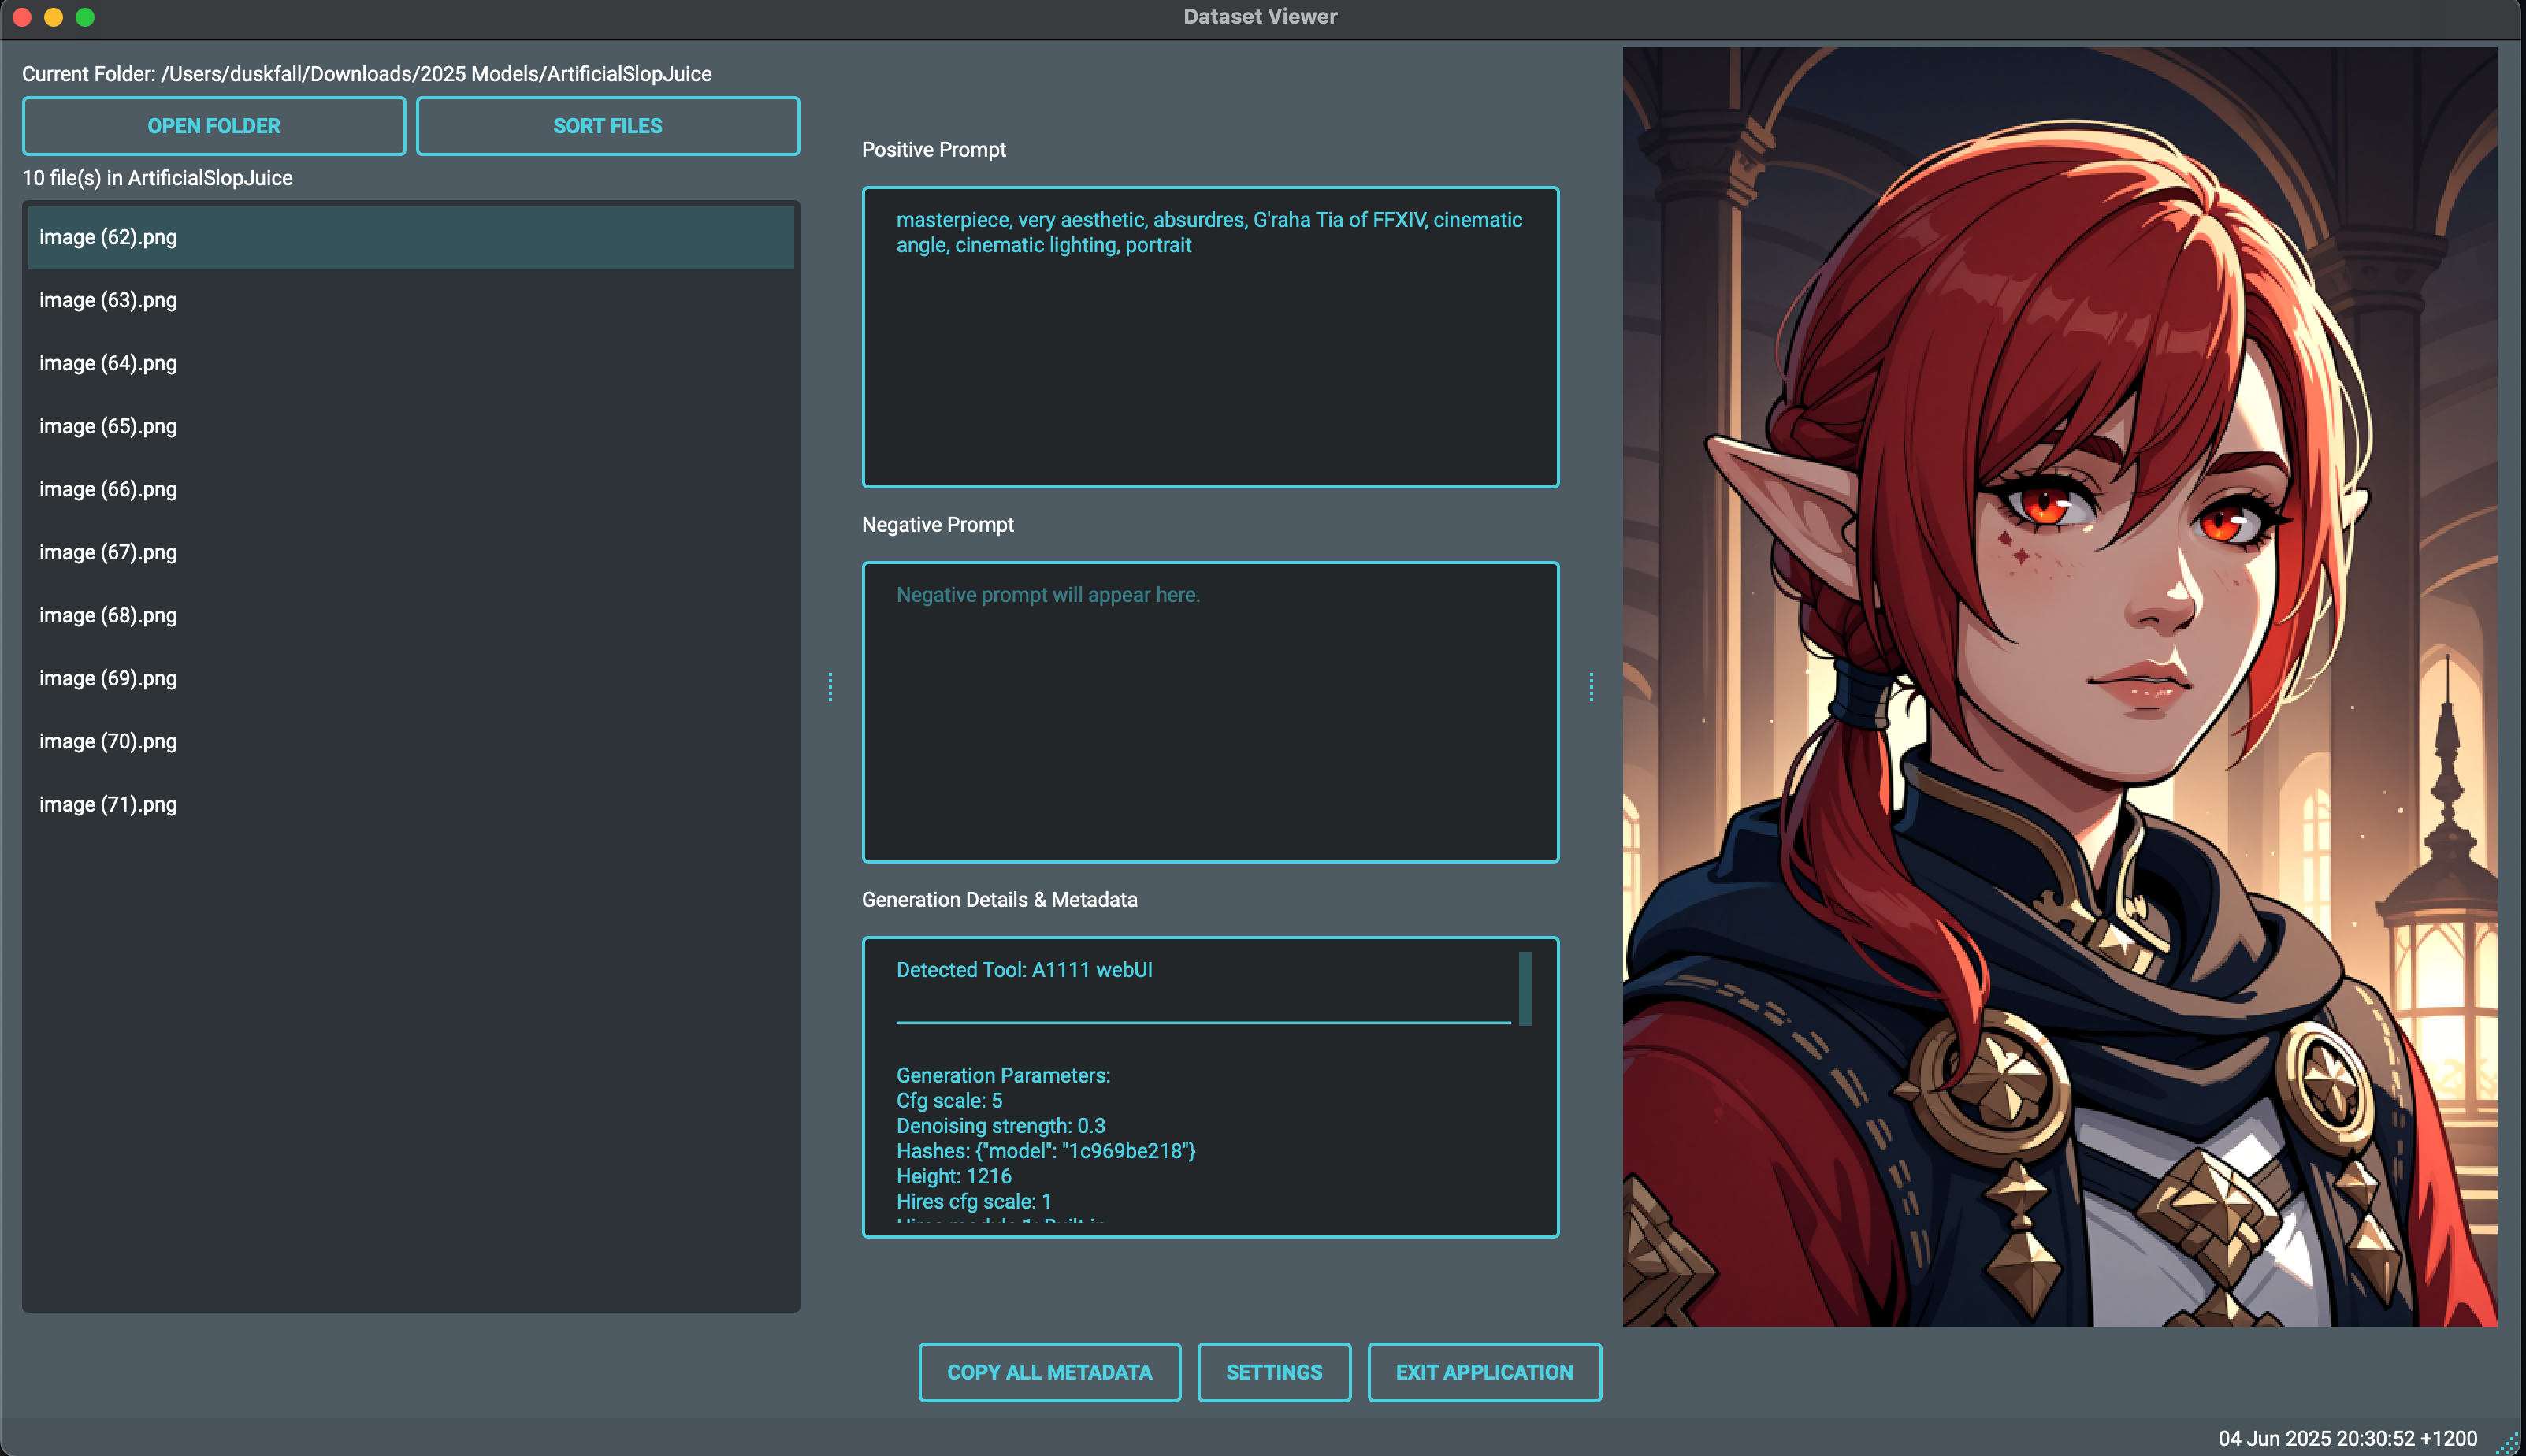 Dataset Viewer
Current Folder: /Users/duskfall/Downloads/2025 Models/ArtificialSlopJuice
OPEN FOLDER
SORT FILES
10 file(s) in ArtificialSlopJuice
image (62).png
image (63).png
image (64).png
image (65).png
image (66).png
image (67).png
image (68).png
image (69).png
image (70).png
image (71).png
Positive Prompt
masterpiece, very aesthetic, absurdres, G'raha Tia of FFXIV, cinematic
angle, cinematic lighting, portrait
Negative Prompt
Negative prompt will appear here.
Generation Details & Metadata
Detected Tool: A1111 webUI
Generation Parameters:
Cfg scale: 5
Denoising strength: 0.3
Hashes: {"model": "1c969be218"}
Height: 1216
Hires cfg scale: 1
COPY ALL METADATA
SETTINGS
EXIT APPLICATION
04 Jun 2025 20:30:52 +1200